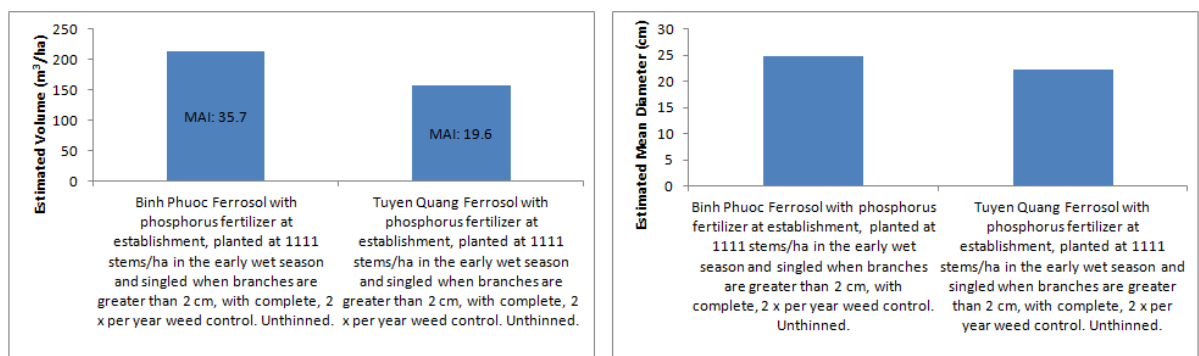 Estimated Volume (m³/ha)
250
200
150
100
50
0
MAI: 35.7
MAI: 19.6
Binh Phuoc Ferrosol with
phosphorus fertilizer at
establishment, planted at 1111
stems/ha in the early wet season
and singled when branches are
greater than 2 cm, with complete, 2
x per year weed control. Unthinned.
Tuyen Quang Ferrosol with
phosphorus fertilizer at
establishment, planted at 1111
stems/ha in the early wet season
and singled when branches are
greater than 2 cm, with complete, 2
x per year weed control. Unthinned.
Estimated Mean Diameter (cm)
30
25
20
15
10
5
0
Binh Phuoc Ferrosol with phosphorus
fertilizer at establishment, planted at
1111 stems/ha in the early wet
season and singled when branches
are greater than 2 cm, with
complete, 2 x per year weed control.
Unthinned.
Tuyen Quang Ferrosol with
phosphorus fertilizer at
establishment, planted at 1111
stems/ha in the early wet season and
singled when branches are greater
than 2 cm, with complete, 2 x per
year weed control. Unthinned.